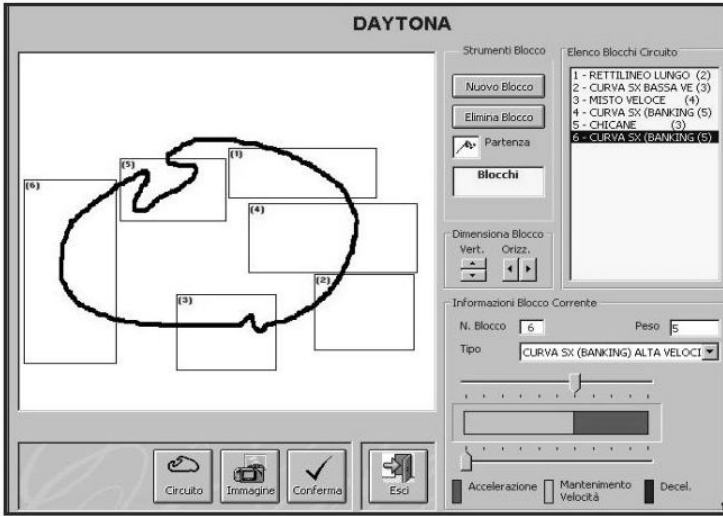 DAYTONA
Strumenti Blocco
Nuovo Blocco
Elimina Blocco
Partenza
Blocchi
Elenco Blocchi Circuito
1 - RETTILINEO LUNGO (2)
2 - CURVA SX BASSA VE (3)
3 - MISTO VELOCE (4)
4 - CURVA SX (BANKING (5)
5 - CHICANE (3)
6 - CURVA SX (BANKING (5)
(1)
(5)
(6)
(4)
(2)
(3)
Dimensiona Blocco
Vert. Orizz.
Informazioni Blocco Corrente
N. Blocco 6 Peso 5
Tipo CURVA SX (BANKING) ALTA VELOCI
Accelerazione Mantenimento Velocità Decel.
Circuito Immagine Conferma Esci